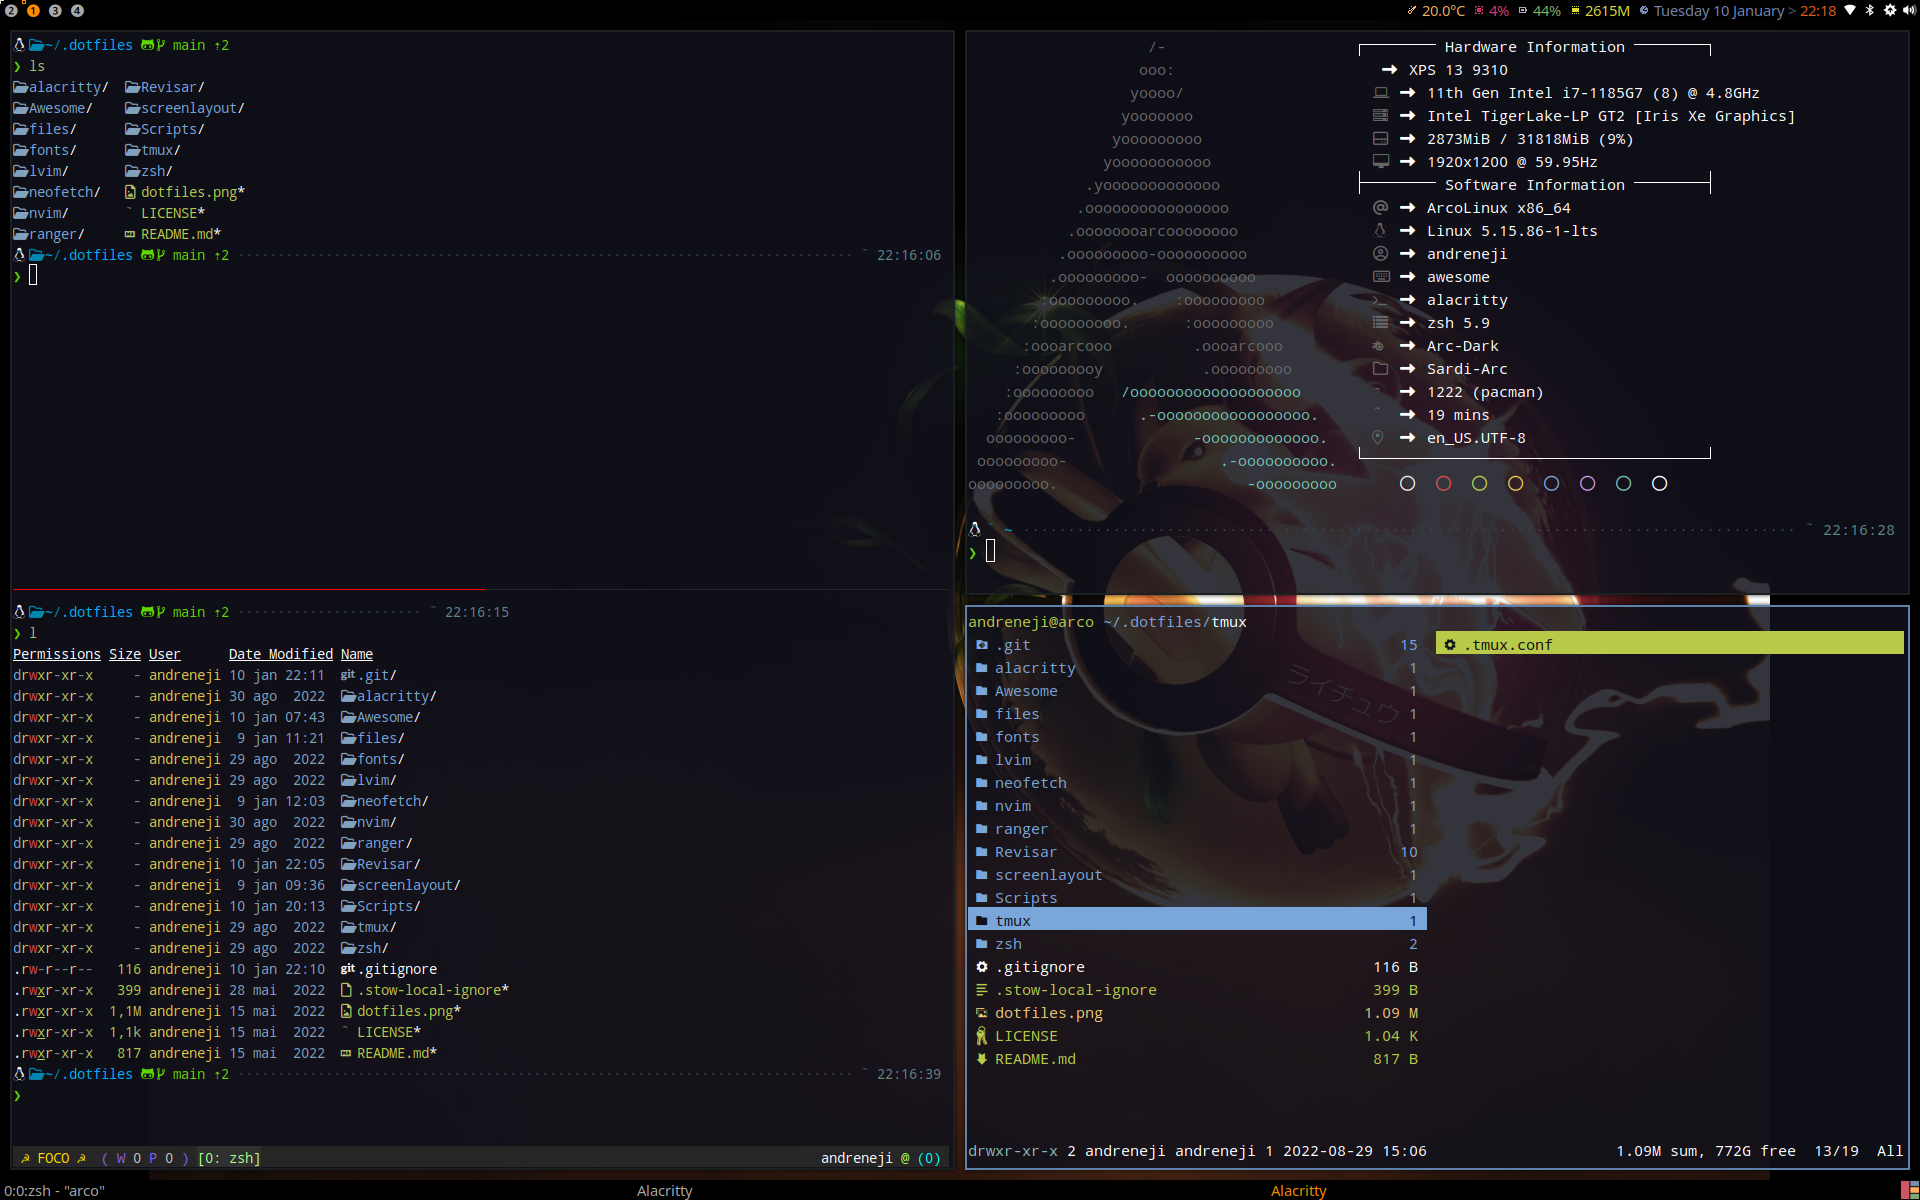 2 1 3 4
20.0°C 4% 44% 2615M Tuesday 10 January > 22:18
~/.dotfiles main ⇡2
❯ ls
alacritty/ Revisar/
Awesome/ screenlayout/
files/ Scripts/
fonts/ tmux/
lvim/ zsh/
neofetch/ dotfiles.png*
nvim/ LICENSE*
ranger/ README.md*
~/.dotfiles main ⇡2 22:16:06
❯
~/.dotfiles main ⇡2 22:16:15
❯ l
Permissions Size User Date Modified Name
drwxr-xr-x - andreneji 10 jan 22:11 git .git/
drwxr-xr-x - andreneji 30 ago 2022 alacritty/
drwxr-xr-x - andreneji 10 jan 07:43 Awesome/
drwxr-xr-x - andreneji 9 jan 11:21 files/
drwxr-xr-x - andreneji 29 ago 2022 fonts/
drwxr-xr-x - andreneji 29 ago 2022 lvim/
drwxr-xr-x - andreneji 9 jan 12:03 neofetch/
drwxr-xr-x - andreneji 30 ago 2022 nvim/
drwxr-xr-x - andreneji 29 ago 2022 ranger/
drwxr-xr-x - andreneji 10 jan 22:05 Revisar/
drwxr-xr-x - andreneji 9 jan 09:36 screenlayout/
drwxr-xr-x - andreneji 10 jan 20:13 Scripts/
drwxr-xr-x - andreneji 29 ago 2022 tmux/
drwxr-xr-x - andreneji 29 ago 2022 zsh/
.rw-r--r-- 116 andreneji 10 jan 22:10 git .gitignore
.rwxr-xr-x 399 andreneji 28 mai 2022 .stow-local-ignore*
.rwxr-xr-x 1,1M andreneji 15 mai 2022 dotfiles.png*
.rwxr-xr-x 1,1k andreneji 15 mai 2022 LICENSE*
.rwxr-xr-x 817 andreneji 15 mai 2022 README.md*
~/.dotfiles main ⇡2 22:16:39
❯
FOCO ( W 0 P 0 ) [0: zsh] andreneji @ (0)
/-
ooo:
yoooo/
yooooooo
yooooooooo
yooooooooooo
.yooooooooooooo
.oooooooooooooooo
.oooooooarcoooooooo
.ooooooooo-oooooooooo
.ooooooooo- oooooooooo
:ooooooooo. :ooooooooo
:ooooooooo. :ooooooooo
:oooarcooo .oooarcooo
:ooooooooy .ooooooooo
:ooooooooo /ooooooooooooooooooo
:ooooooooo .-ooooooooooooooooo.
ooooooooo- -ooooooooooooo.
ooooooooo- .-oooooooooo.
ooooooooo. -ooooooooo
Hardware Information
➜ XPS 13 9310
➜ 11th Gen Intel i7-1185G7 (8) @ 4.8GHz
➜ Intel TigerLake-LP GT2 [Iris Xe Graphics]
➜ 2873MiB / 31818MiB (9%)
➜ 1920x1200 @ 59.95Hz
Software Information
➜ ArcoLinux x86_64
➜ Linux 5.15.86-1-lts
➜ andreneji
➜ awesome
➜ alacritty
➜ zsh 5.9
➜ Arc-Dark
➜ Sardi-Arc
➜ 1222 (pacman)
➜ 19 mins
➜ en_US.UTF-8
~ 22:16:28
❯
andreneji@arco ~/.dotfiles/tmux
.git 15 .tmux.conf
alacritty 1
Awesome 1
files 1
fonts 1
lvim 1
neofetch 1
nvim 1
ranger 1
Revisar 10
screenlayout 1
Scripts 1
tmux 1
zsh 2
.gitignore 116 B
.stow-local-ignore 399 B
dotfiles.png 1.09 M
LICENSE 1.04 K
README.md 817 B
ライチュウ
drwxr-xr-x 2 andreneji andreneji 1 2022-08-29 15:06 1.09M sum, 772G free 13/19 All
0:0:zsh - "arco" Alacritty Alacritty